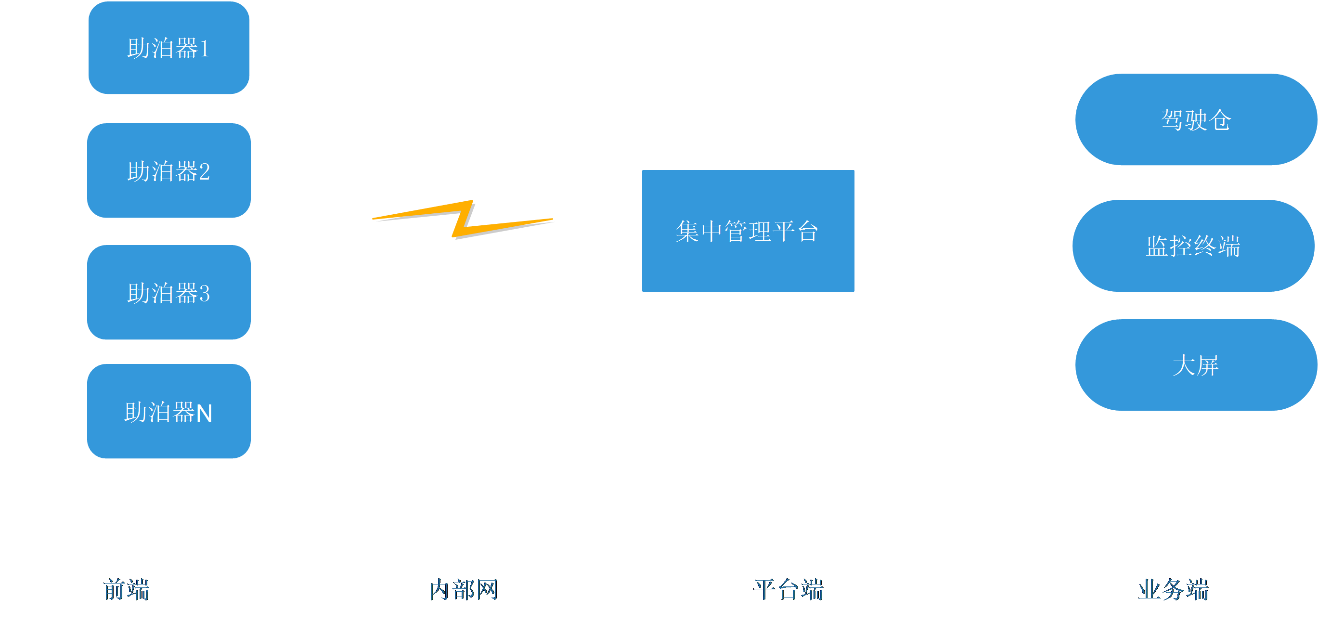 助泊器1
助泊器2
助泊器3
助泊器N
集中管理平台
驾驶仓
监控终端
大屏
前端
内部网
平台端
业务端